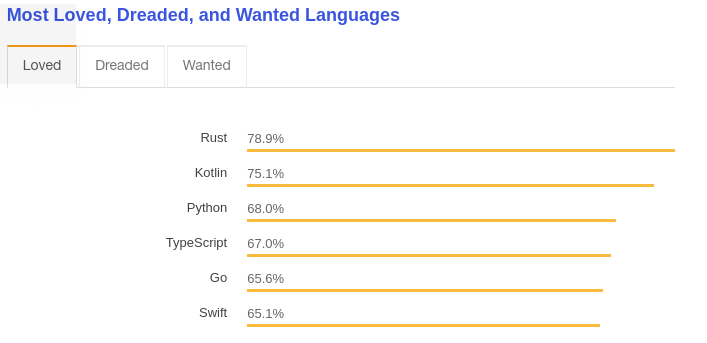 Most Loved, Dreaded, and Wanted Languages
Loved Dreaded Wanted
Rust 78.9%
Kotlin 75.1%
Python 68.0%
TypeScript 67.0%
Go 65.6%
Swift 65.1%